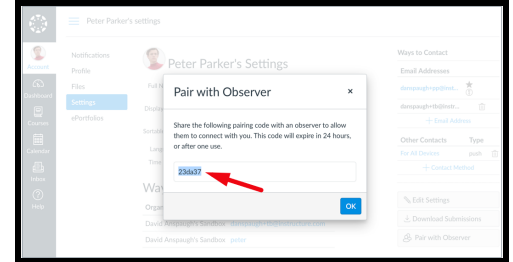 Peter Parker's settings
Account
Dashboard
Courses
Calendar
Inbox
Help
Notifications
Profile
Files
Settings
ePortfolios
Peter Parker's Settings
Full N
Display
Sortable
Lang
Time
Way
Organ
David Anspaugh's Sandbox
David Anspaugh's Sandbox peter
Pair with Observer
×
Share the following pairing code with an observer to allow
them to connect with you. This code will expire in 24 hours,
or after one use.
23da37
OK
Ways to Contact
Email Addresses
+ Email Address
Other Contacts Type
For All Devices push
+ Contact Method
Edit Settings
Download Submissions
Pair with Observer